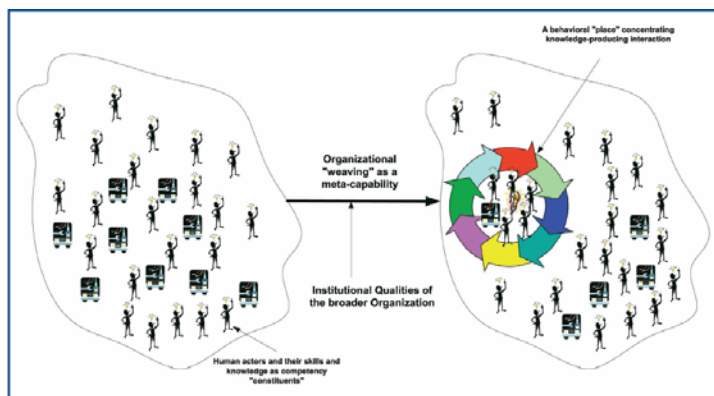 A behavioral "place" concentrating
knowledge-producing interaction
Organizational
"weaving" as a
meta-capability
Institutional Qualities of
the broader Organization
Human actors and their skills and
knowledge as competency
"constituents"